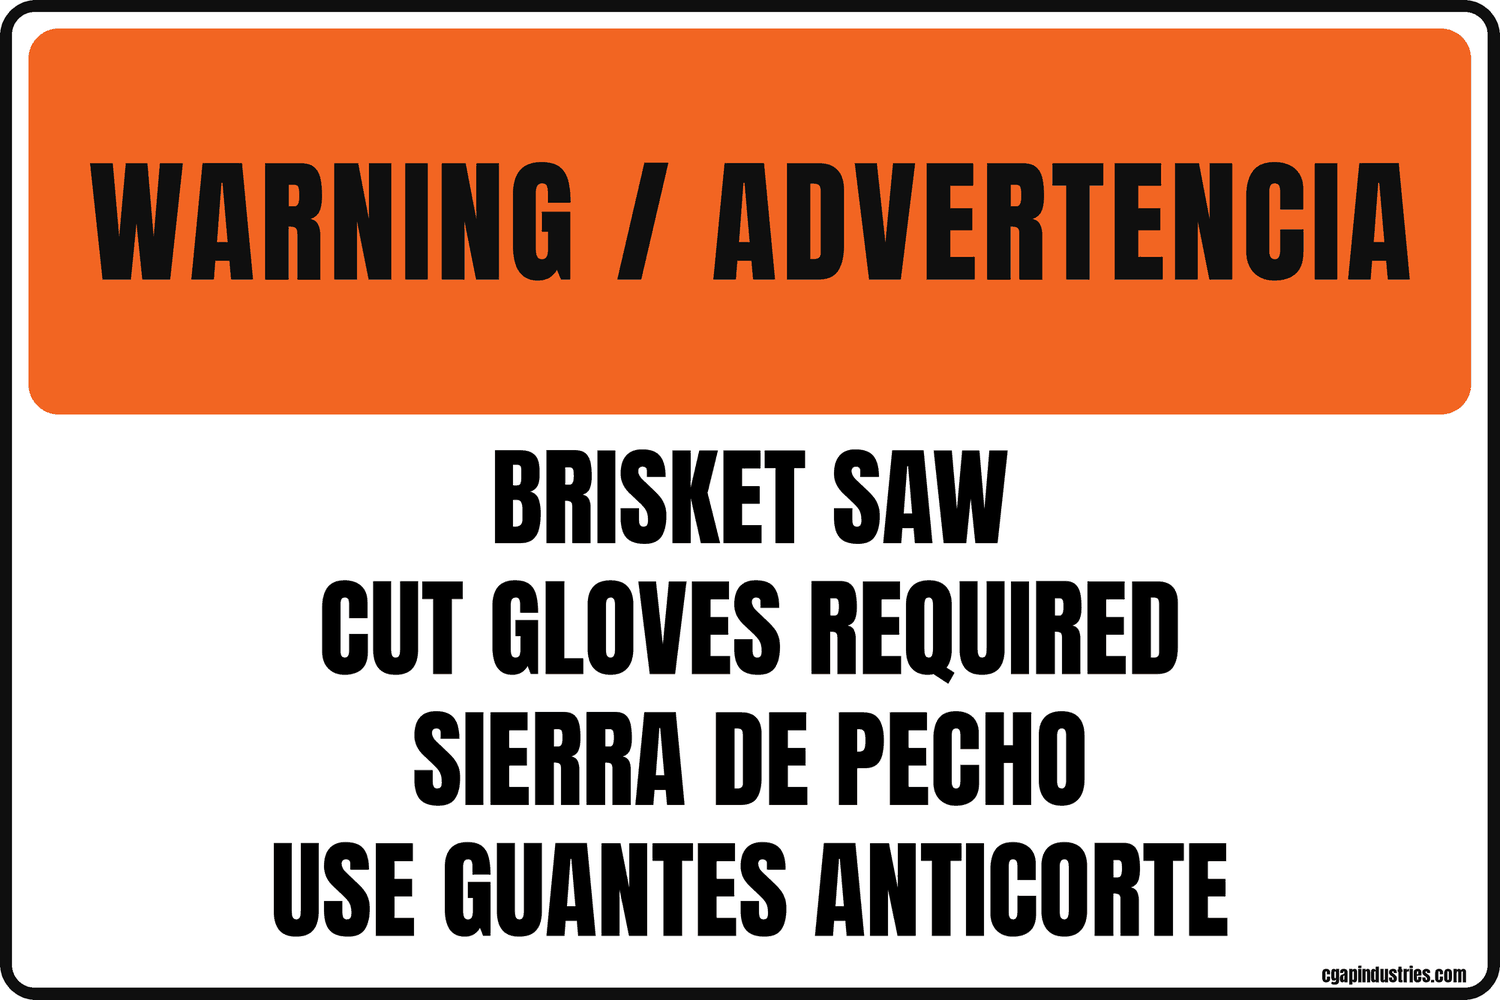 WARNING / ADVERTENCIA
BRISKET SAW
CUT GLOVES REQUIRED
SIERRA DE PECHO
USE GUANTES ANTICORTE
cgapindustries.com